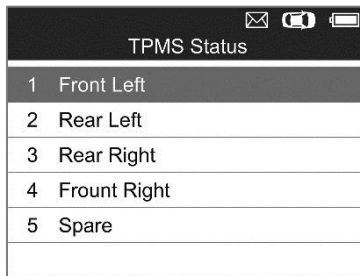 TPMS Status
1 Front Left
2 Rear Left
3 Rear Right
4 Frount Right
5 Spare